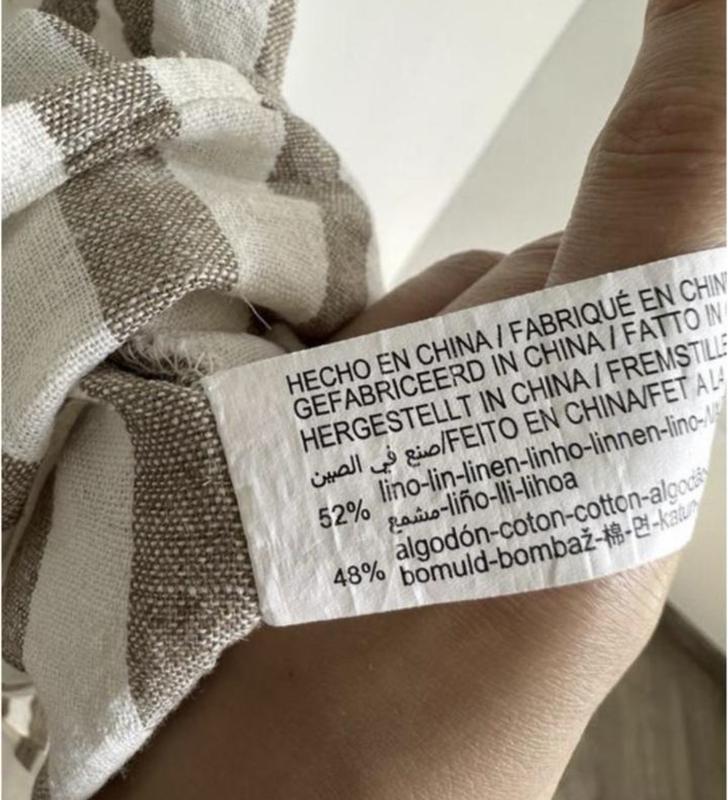 HECHO EN CHINA / FABRIQUÉ EN
GEFABRICEERD IN CHINA / FATTO IN
HERGESTELLT IN CHINA / FREMSTILLE
صنع في الصين/FEITO EN CHINA/FET A LA
52% lino-lin-linen-linho-linnen-lino-
مشمع-liño-lli-lihoa
48% algodón-coton-cotton-algodão
bomuld-bombaž-棉-면-katun